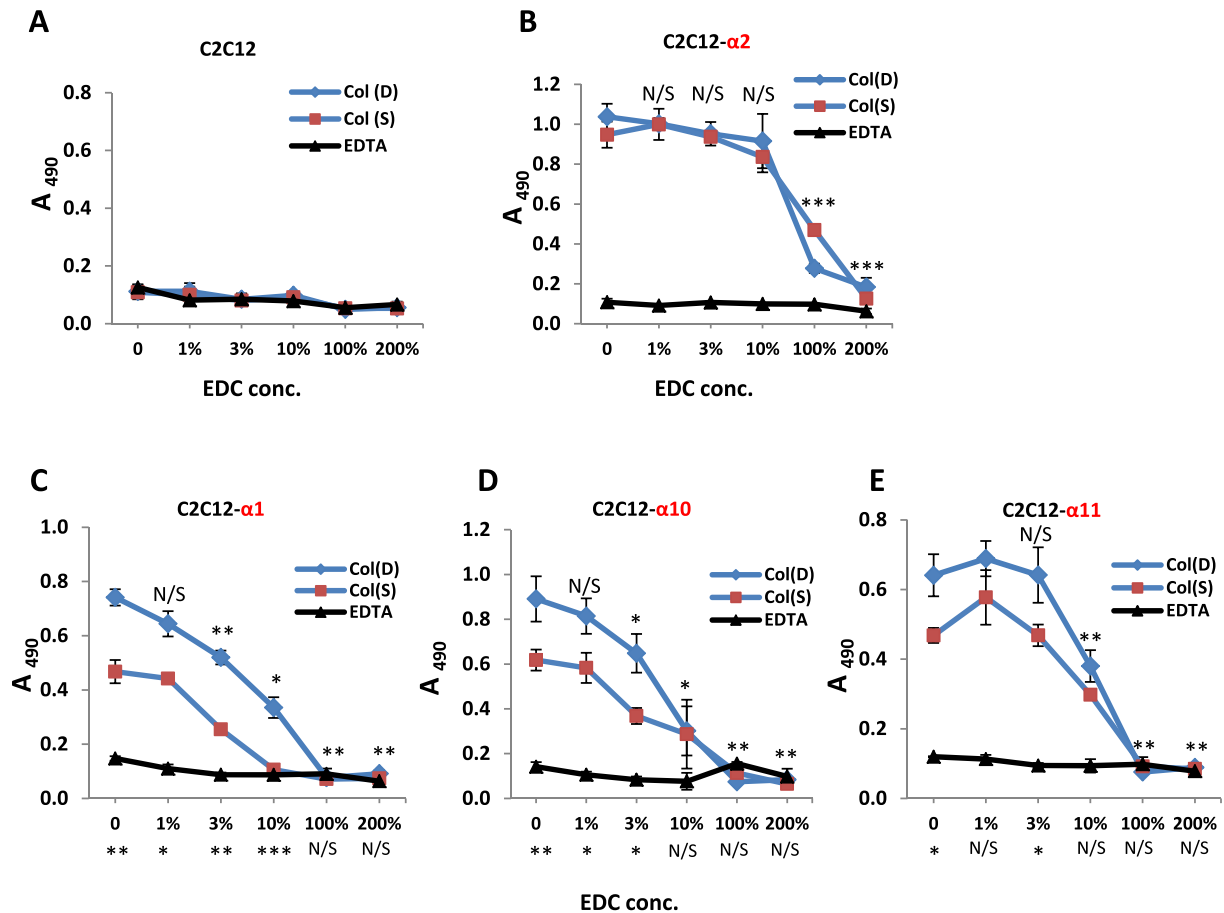 A
C2C12
Col (D)
Col (S)
EDTA
0.8
0.6
0.4
0.2
0.0
A 490
0 1% 3% 10% 100% 200%
EDC conc.
B
C2C12-α2
N/S N/S N/S
Col(D)
Col(S)
EDTA
1.2
1.0
0.8
0.6
0.4
0.2
0.0
A 490
***
***
0 1% 3% 10% 100% 200%
EDC conc.
C
C2C12-α1
Col(D)
Col(S)
EDTA
1.0
0.8
0.6
0.4
0.2
0.0
A 490
N/S
**
*
** **
0 1% 3% 10% 100% 200%
** * ** *** N/S N/S
D
C2C12-α10
Col(D)
Col(S)
EDTA
1.2
1.0
0.8
0.6
0.4
0.2
0.0
A 490
N/S
*
*
** **
0 1% 3% 10% 100% 200%
** * * N/S N/S N/S
E
C2C12-α11
N/S
Col(D)
Col(S)
EDTA
0.8
0.6
0.4
0.2
0.0
A 490
**
** **
0 1% 3% 10% 100% 200%
* N/S * N/S N/S N/S
EDC conc.